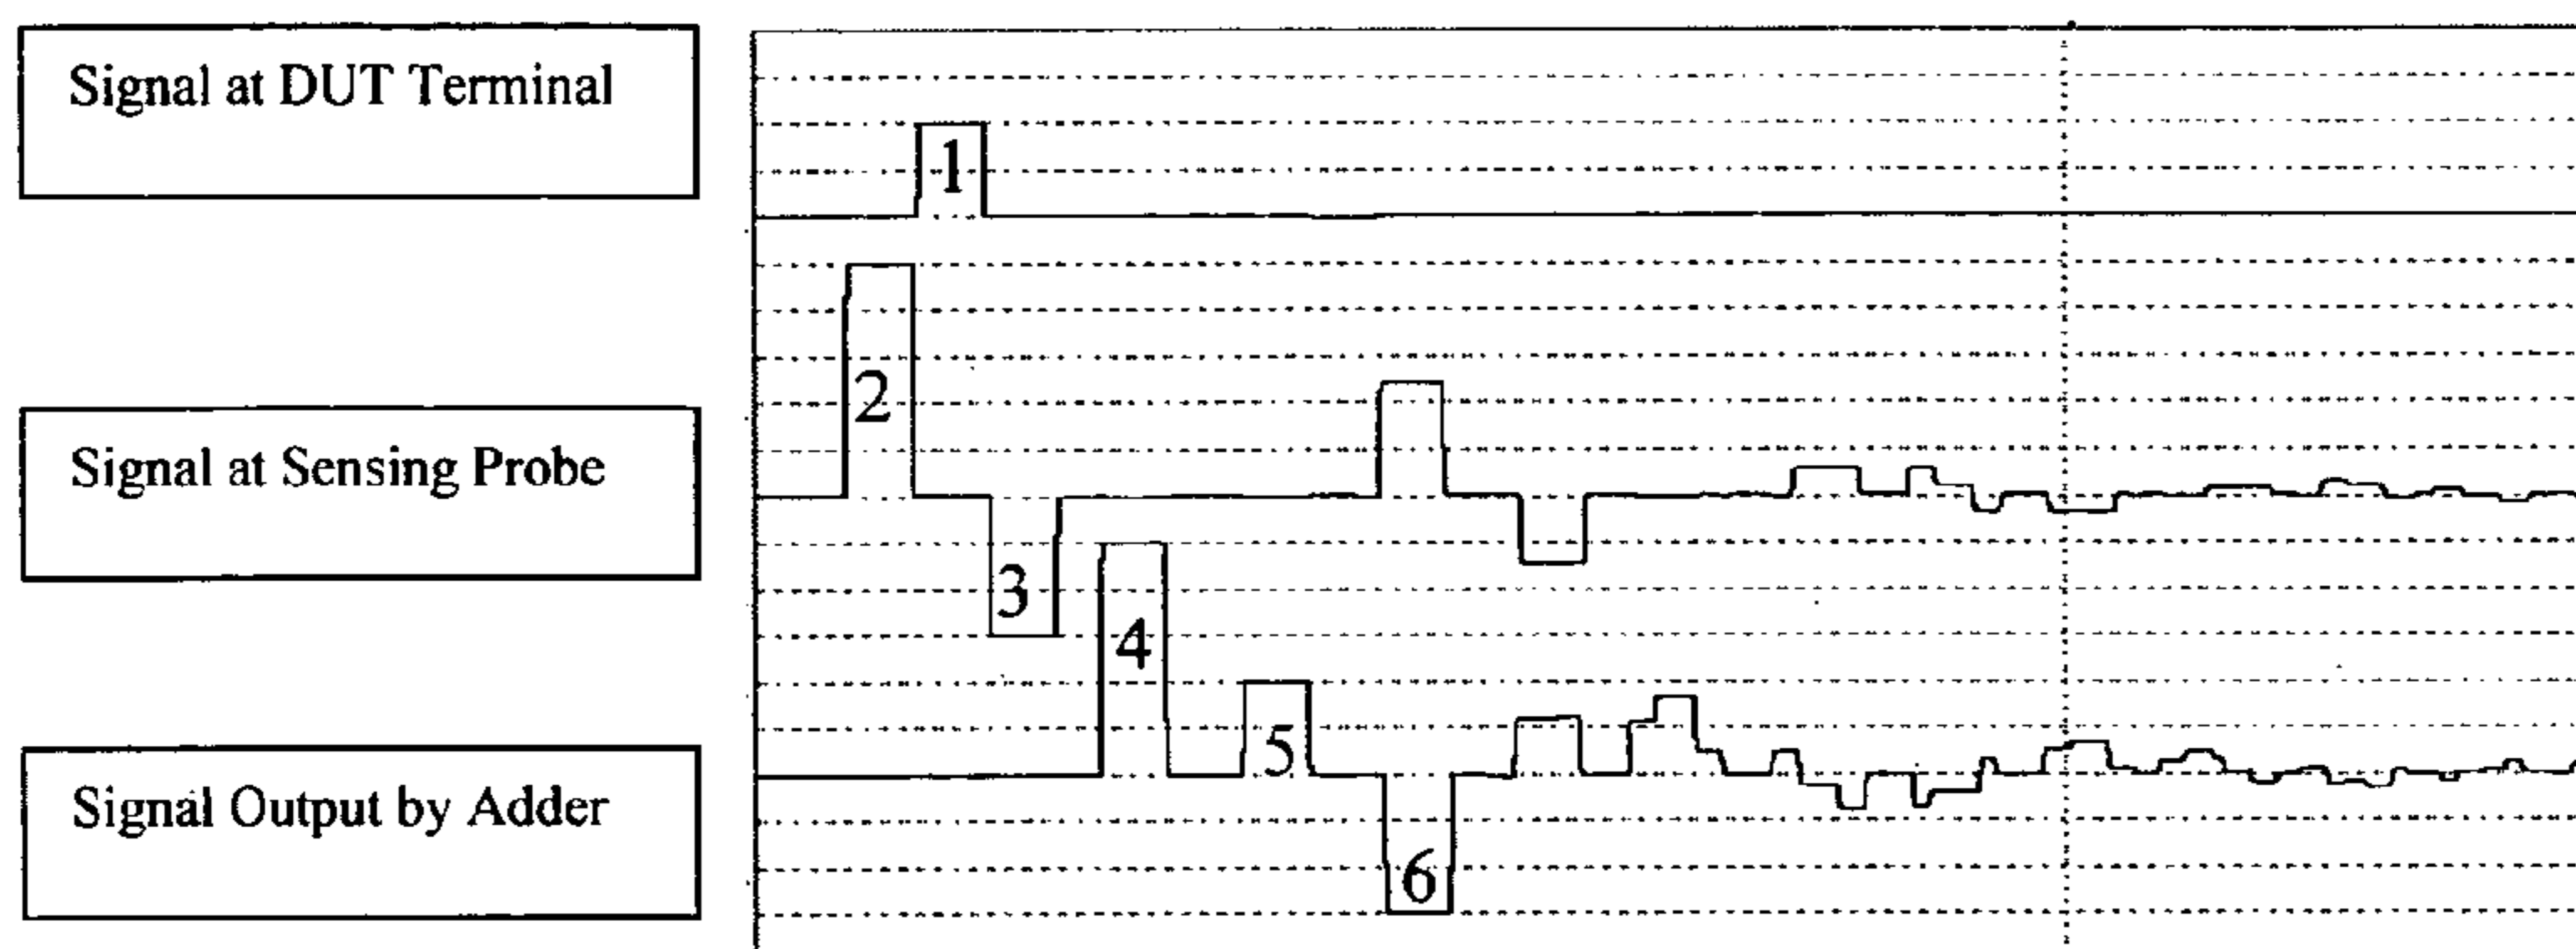 Signal at DUT Terminal
1
2
Signal at Sensing Probe
3
4
5
Signal Output by Adder
6